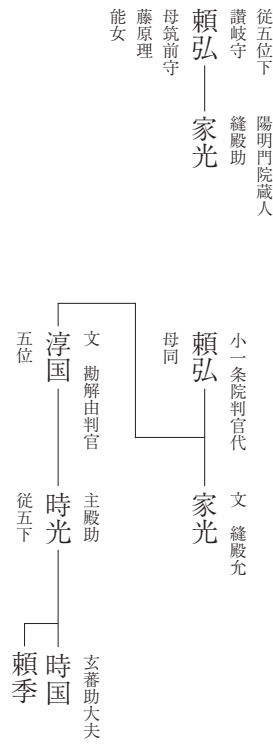 従五位下
讃岐守
頼弘
母筑前守
藤原理
能女
陽明門院蔵人
縫殿助
家光
小一条院判官代
頼弘
母同
文 縫殿允
家光
文 勘解由判官
淳国
五位
主殿助
時光
従五下
玄蕃助大夫
時国
頼季